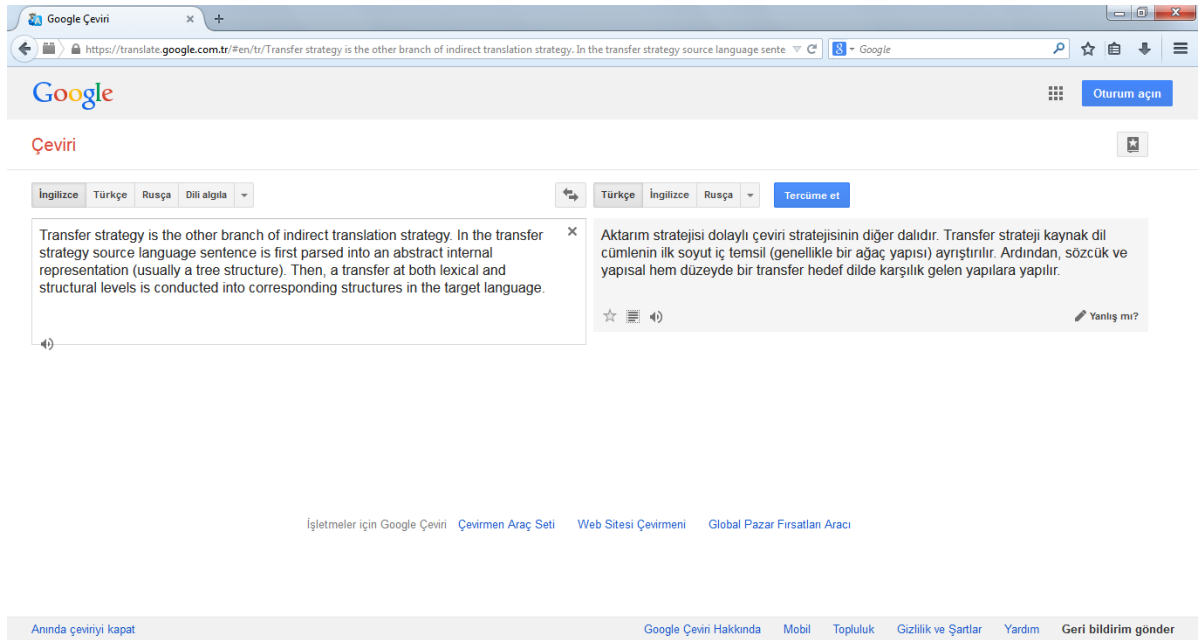 Google Çeviri
https://translate.google.com.tr/#en/tr/Transfer strategy is the other branch of indirect translation strategy. In the transfer strategy source language sente
Google
Google
Oturum açın
Çeviri
İngilizce Türkçe Rusça Dili algıla
Türkçe İngilizce Rusça Tercüme et
Transfer strategy is the other branch of indirect translation strategy. In the transfer
strategy source language sentence is first parsed into an abstract internal
representation (usually a tree structure). Then, a transfer at both lexical and
structural levels is conducted into corresponding structures in the target language.
Aktarım stratejisi dolaylı çeviri stratejisinin diğer dalıdır. Transfer strateji kaynak dil
cümlenin ilk soyut iç temsil (genellikle bir ağaç yapısı) ayrıştırılır. Ardından, sözcük ve
yapısal hem düzeyde bir transfer hedef dilde karşılık gelen yapılara yapılır.
Yanlış mı?
İşletmeler için Google Çeviri Çevirmen Araç Seti Web Sitesi Çevirmeni Global Pazar Fırsatları Aracı
Anında çeviriyi kapat
Google Çeviri Hakkında Mobil Topluluk Gizlilik ve Şartlar Yardım Geri bildirim gönder